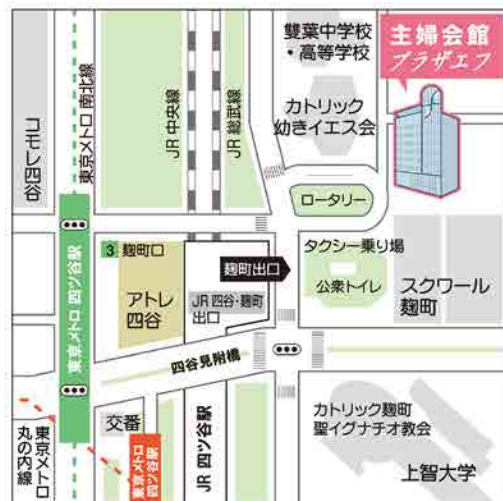 雙葉中学校
・高等学校
主婦会館
プラザエフ
カトリック
幼きイエス会
コモレ四谷
東京メトロ 南北線
JR 中央線
JR 総武線
ロータリー
3 麹町口
麹町出口
タクシー乗り場
公衆トイレ
スクワール
麹町
東京メトロ 四ツ谷駅
アトレ
四谷
JR 四谷・麹町
出口
四谷見附橋
東京メトロ
丸の内線
交番
東京メトロ
四ツ谷駅
JR 四ツ谷駅
カトリック麹町
聖イグナチオ教会
上智大学